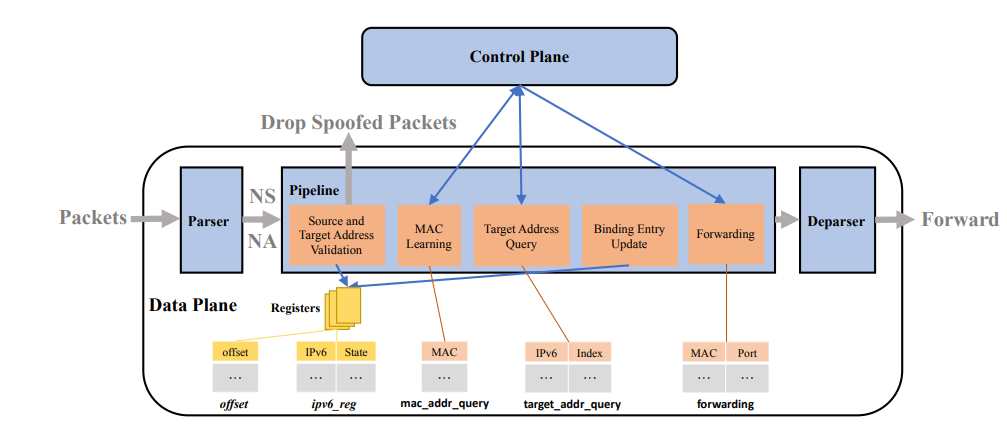 Control Plane
Drop Spoofed Packets
Packets
Parser
NS
NA
Pipeline
Source and
Target Address
Validation
MAC
Learning
Target Address
Query
Binding Entry
Update
Forwarding
Deparser
Forward
Data Plane
Registers
offset
IPv6 State
MAC
IPv6 Index
MAC Port
... ... ... ... ... ... ... ...
offset
ipv6_reg
mac_addr_query
target_addr_query
forwarding